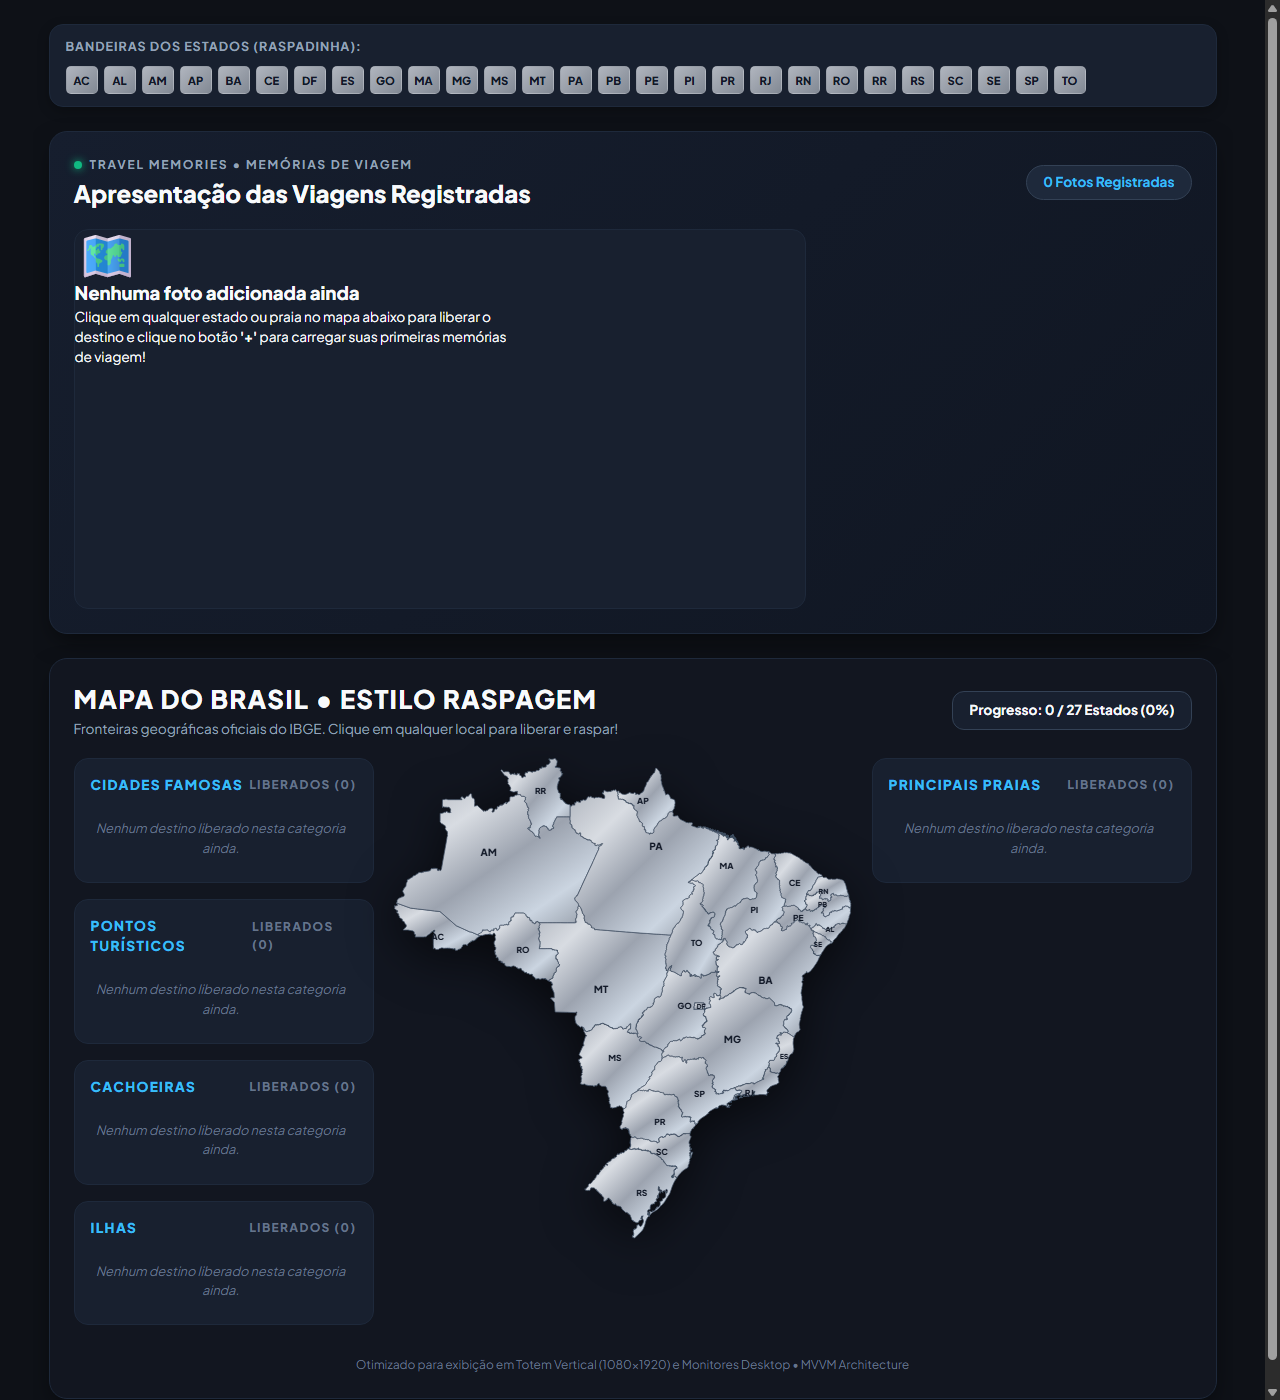 BANDEIRAS DOS ESTADOS (RASPADINHA):
AC AL AM AP BA CE DF ES GO MA MG MS MT PA PB PE PI PR RJ RN RO RR RS SC SE SP TO
TRAVEL MEMORIES • MEMÓRIAS DE VIAGEM
Apresentação das Viagens Registradas
0 Fotos Registradas
Nenhuma foto adicionada ainda
Clique em qualquer estado ou praia no mapa abaixo para liberar o
destino e clique no botão '+' para carregar suas primeiras memórias
de viagem!
MAPA DO BRASIL • ESTILO RASPAGEM
Fronteiras geográficas oficiais do IBGE. Clique em qualquer local para liberar e raspar!
Progresso: 0 / 27 Estados (0%)
CIDADES FAMOSAS LIBERADOS (0)
Nenhum destino liberado nesta categoria
ainda.
PONTOS
TURÍSTICOS
LIBERADOS
(0)
Nenhum destino liberado nesta categoria
ainda.
CACHOEIRAS LIBERADOS (0)
Nenhum destino liberado nesta categoria
ainda.
ILHAS LIBERADOS (0)
Nenhum destino liberado nesta categoria
ainda.
RR
AP
AM
PA
MA
CE
RN
PB
PI
PE
AL
AC
SE
RO
TO
BA
MT
GO DF
MG
MS
ES
SP
RJ
PR
SC
RS
PRINCIPAIS PRAIAS LIBERADOS (0)
Nenhum destino liberado nesta categoria
ainda.
Otimizado para exibição em Totem Vertical (1080x1920) e Monitores Desktop • MVVM Architecture